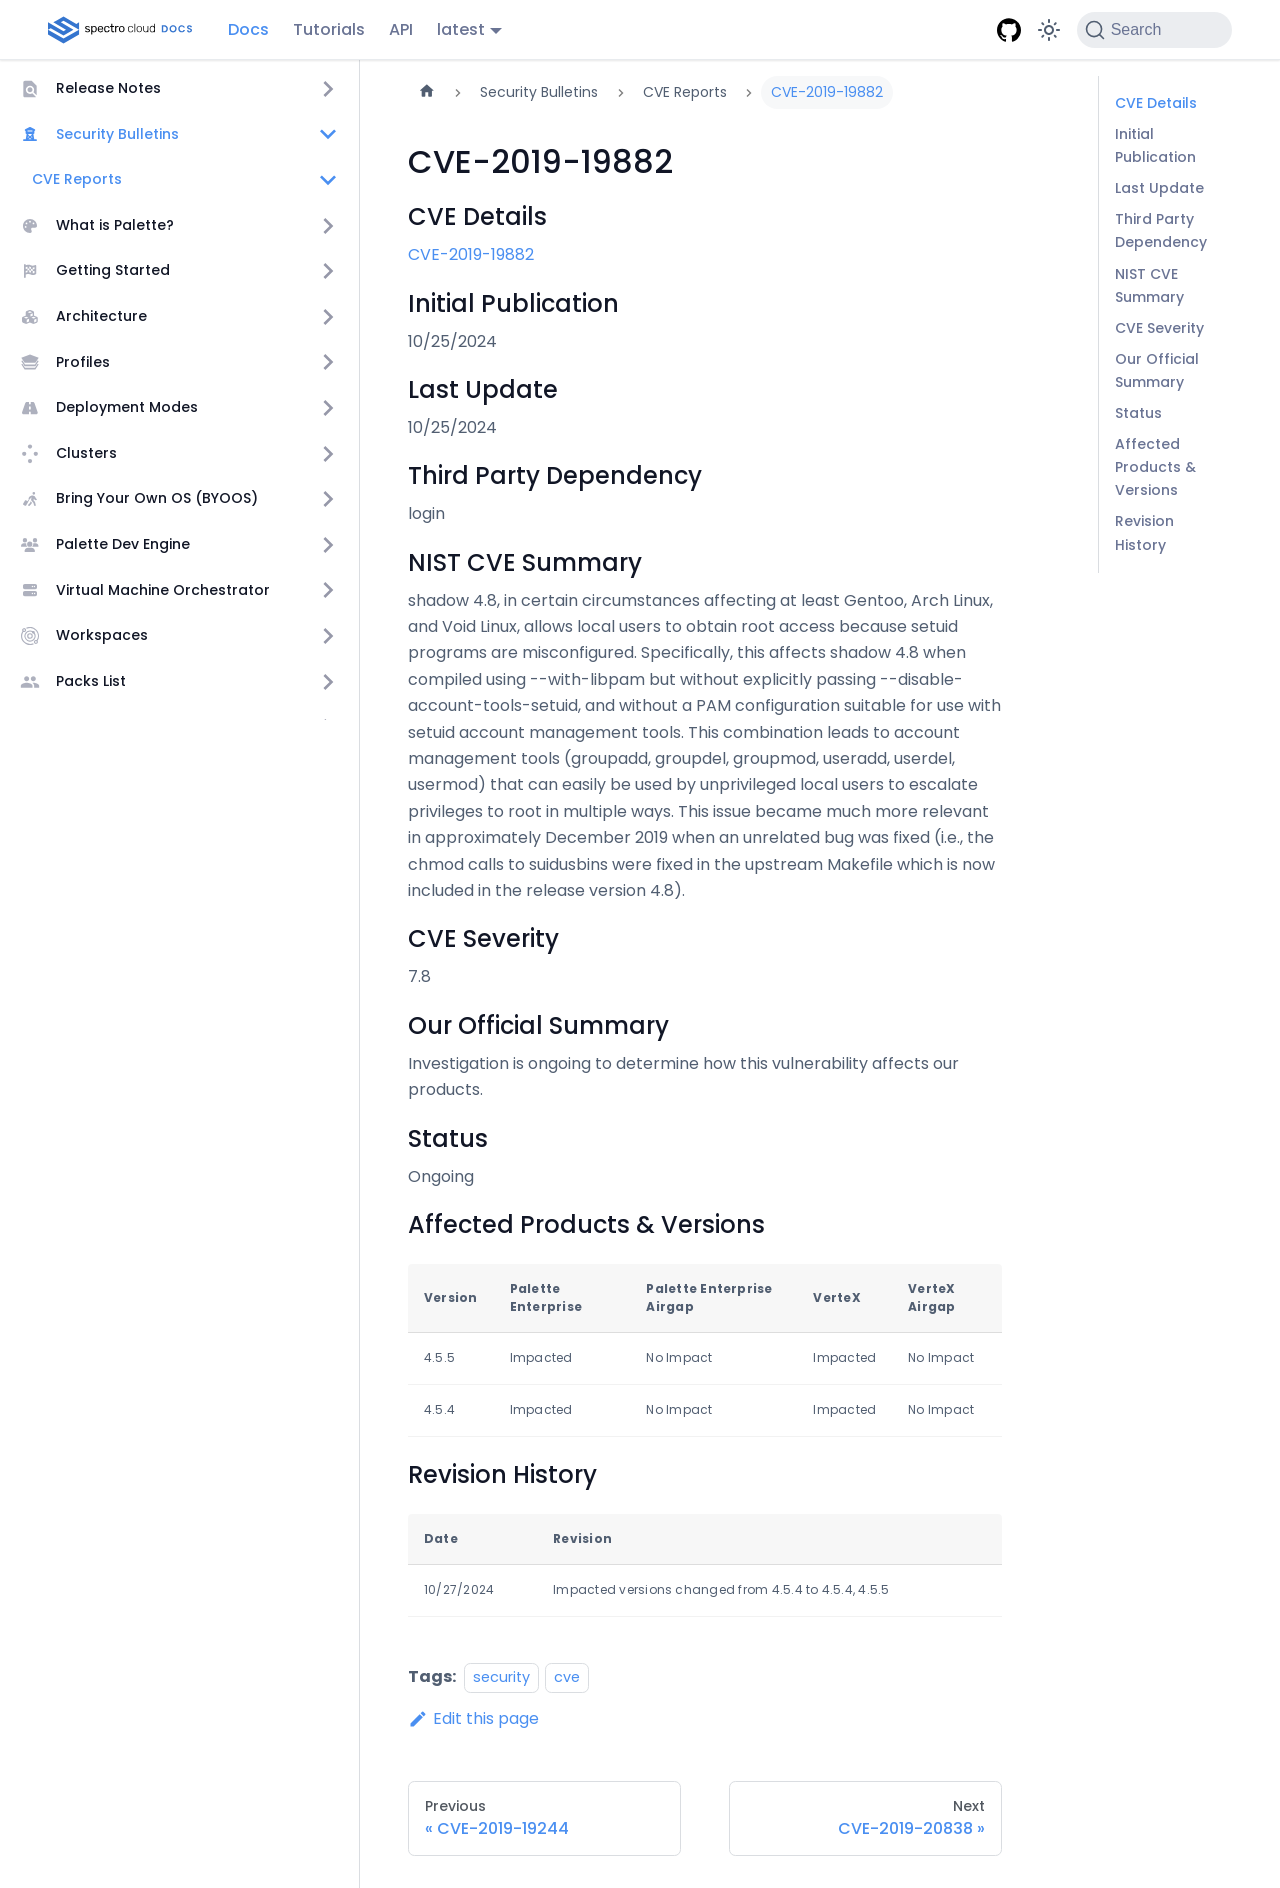 spectro cloud DOCS Docs Tutorials API latest Search
Release Notes
Security Bulletins
CVE Reports
What is Palette?
Getting Started
Architecture
Profiles
Deployment Modes
Clusters
Bring Your Own OS (BYOOS)
Palette Dev Engine
Virtual Machine Orchestrator
Workspaces
Packs List
Security Bulletins CVE Reports CVE-2019-19882
CVE-2019-19882
CVE Details
CVE-2019-19882
Initial Publication
10/25/2024
Last Update
10/25/2024
Third Party Dependency
login
NIST CVE Summary
shadow 4.8, in certain circumstances affecting at least Gentoo, Arch Linux,
and Void Linux, allows local users to obtain root access because setuid
programs are misconfigured. Specifically, this affects shadow 4.8 when
compiled using --with-libpam but without explicitly passing --disable-
account-tools-setuid, and without a PAM configuration suitable for use with
setuid account management tools. This combination leads to account
management tools (groupadd, groupdel, groupmod, useradd, userdel,
usermod) that can easily be used by unprivileged local users to escalate
privileges to root in multiple ways. This issue became much more relevant
in approximately December 2019 when an unrelated bug was fixed (i.e., the
chmod calls to suidusbins were fixed in the upstream Makefile which is now
included in the release version 4.8).
CVE Severity
7.8
Our Official Summary
Investigation is ongoing to determine how this vulnerability affects our
products.
Status
Ongoing
Affected Products & Versions
Version Palette Enterprise Palette Enterprise Airgap VerteX VerteX Airgap
4.5.5 Impacted No Impact Impacted No Impact
4.5.4 Impacted No Impact Impacted No Impact
Revision History
Date Revision
10/27/2024 Impacted versions changed from 4.5.4 to 4.5.4, 4.5.5
Tags: security cve
Edit this page
Previous
« CVE-2019-19244
Next
CVE-2019-20838 »
CVE Details
Initial
Publication
Last Update
Third Party
Dependency
NIST CVE
Summary
CVE Severity
Our Official
Summary
Status
Affected
Products &
Versions
Revision
History